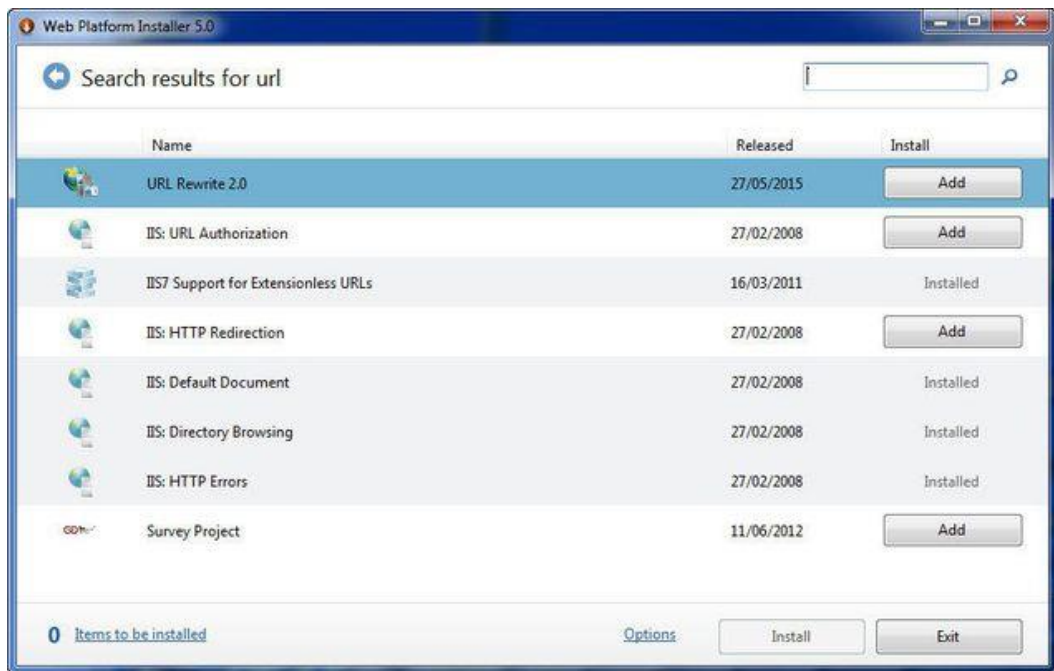 Web Platform Installer 5.0
Search results for url
Name Released Install
URL Rewrite 2.0 27/05/2015 Add
IIS: URL Authorization 27/02/2008 Add
IIS7 Support for Extensionless URLs 16/03/2011 Installed
IIS: HTTP Redirection 27/02/2008 Add
IIS: Default Document 27/02/2008 Installed
IIS: Directory Browsing 27/02/2008 Installed
IIS: HTTP Errors 27/02/2008 Installed
Survey Project 11/06/2012 Add
0 Items to be installed Options Install Exit